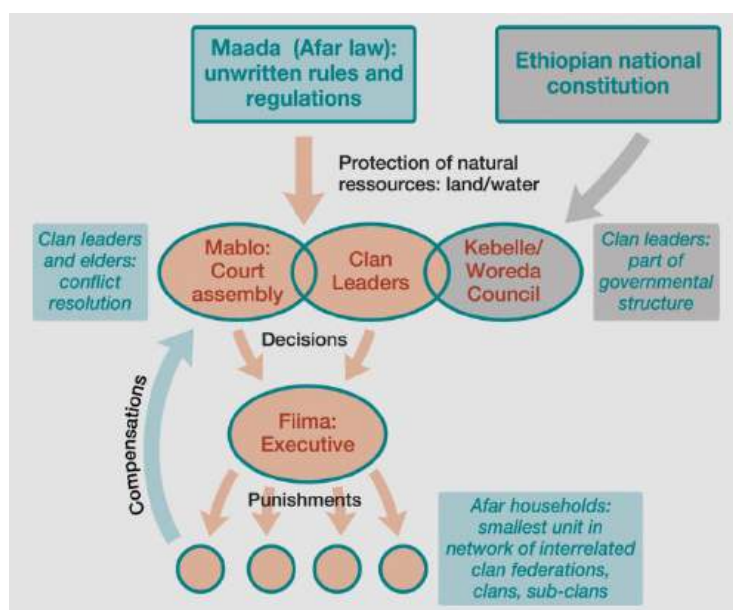 Maada (Afar law):
unwritten rules and
regulations
Ethiopian national
constitution
Protection of natural
ressources: land/water
Clan leaders
and elders:
conflict
resolution
Mablo:
Court
assembly
Clan
Leaders
Kebelle/
Woreda
Council
Clan leaders:
part of
governmental
structure
Decisions
Compensations
Fiima:
Executive
Punishments
Afar households:
smallest unit in
network of interrelated
clan federations,
clans, sub-clans